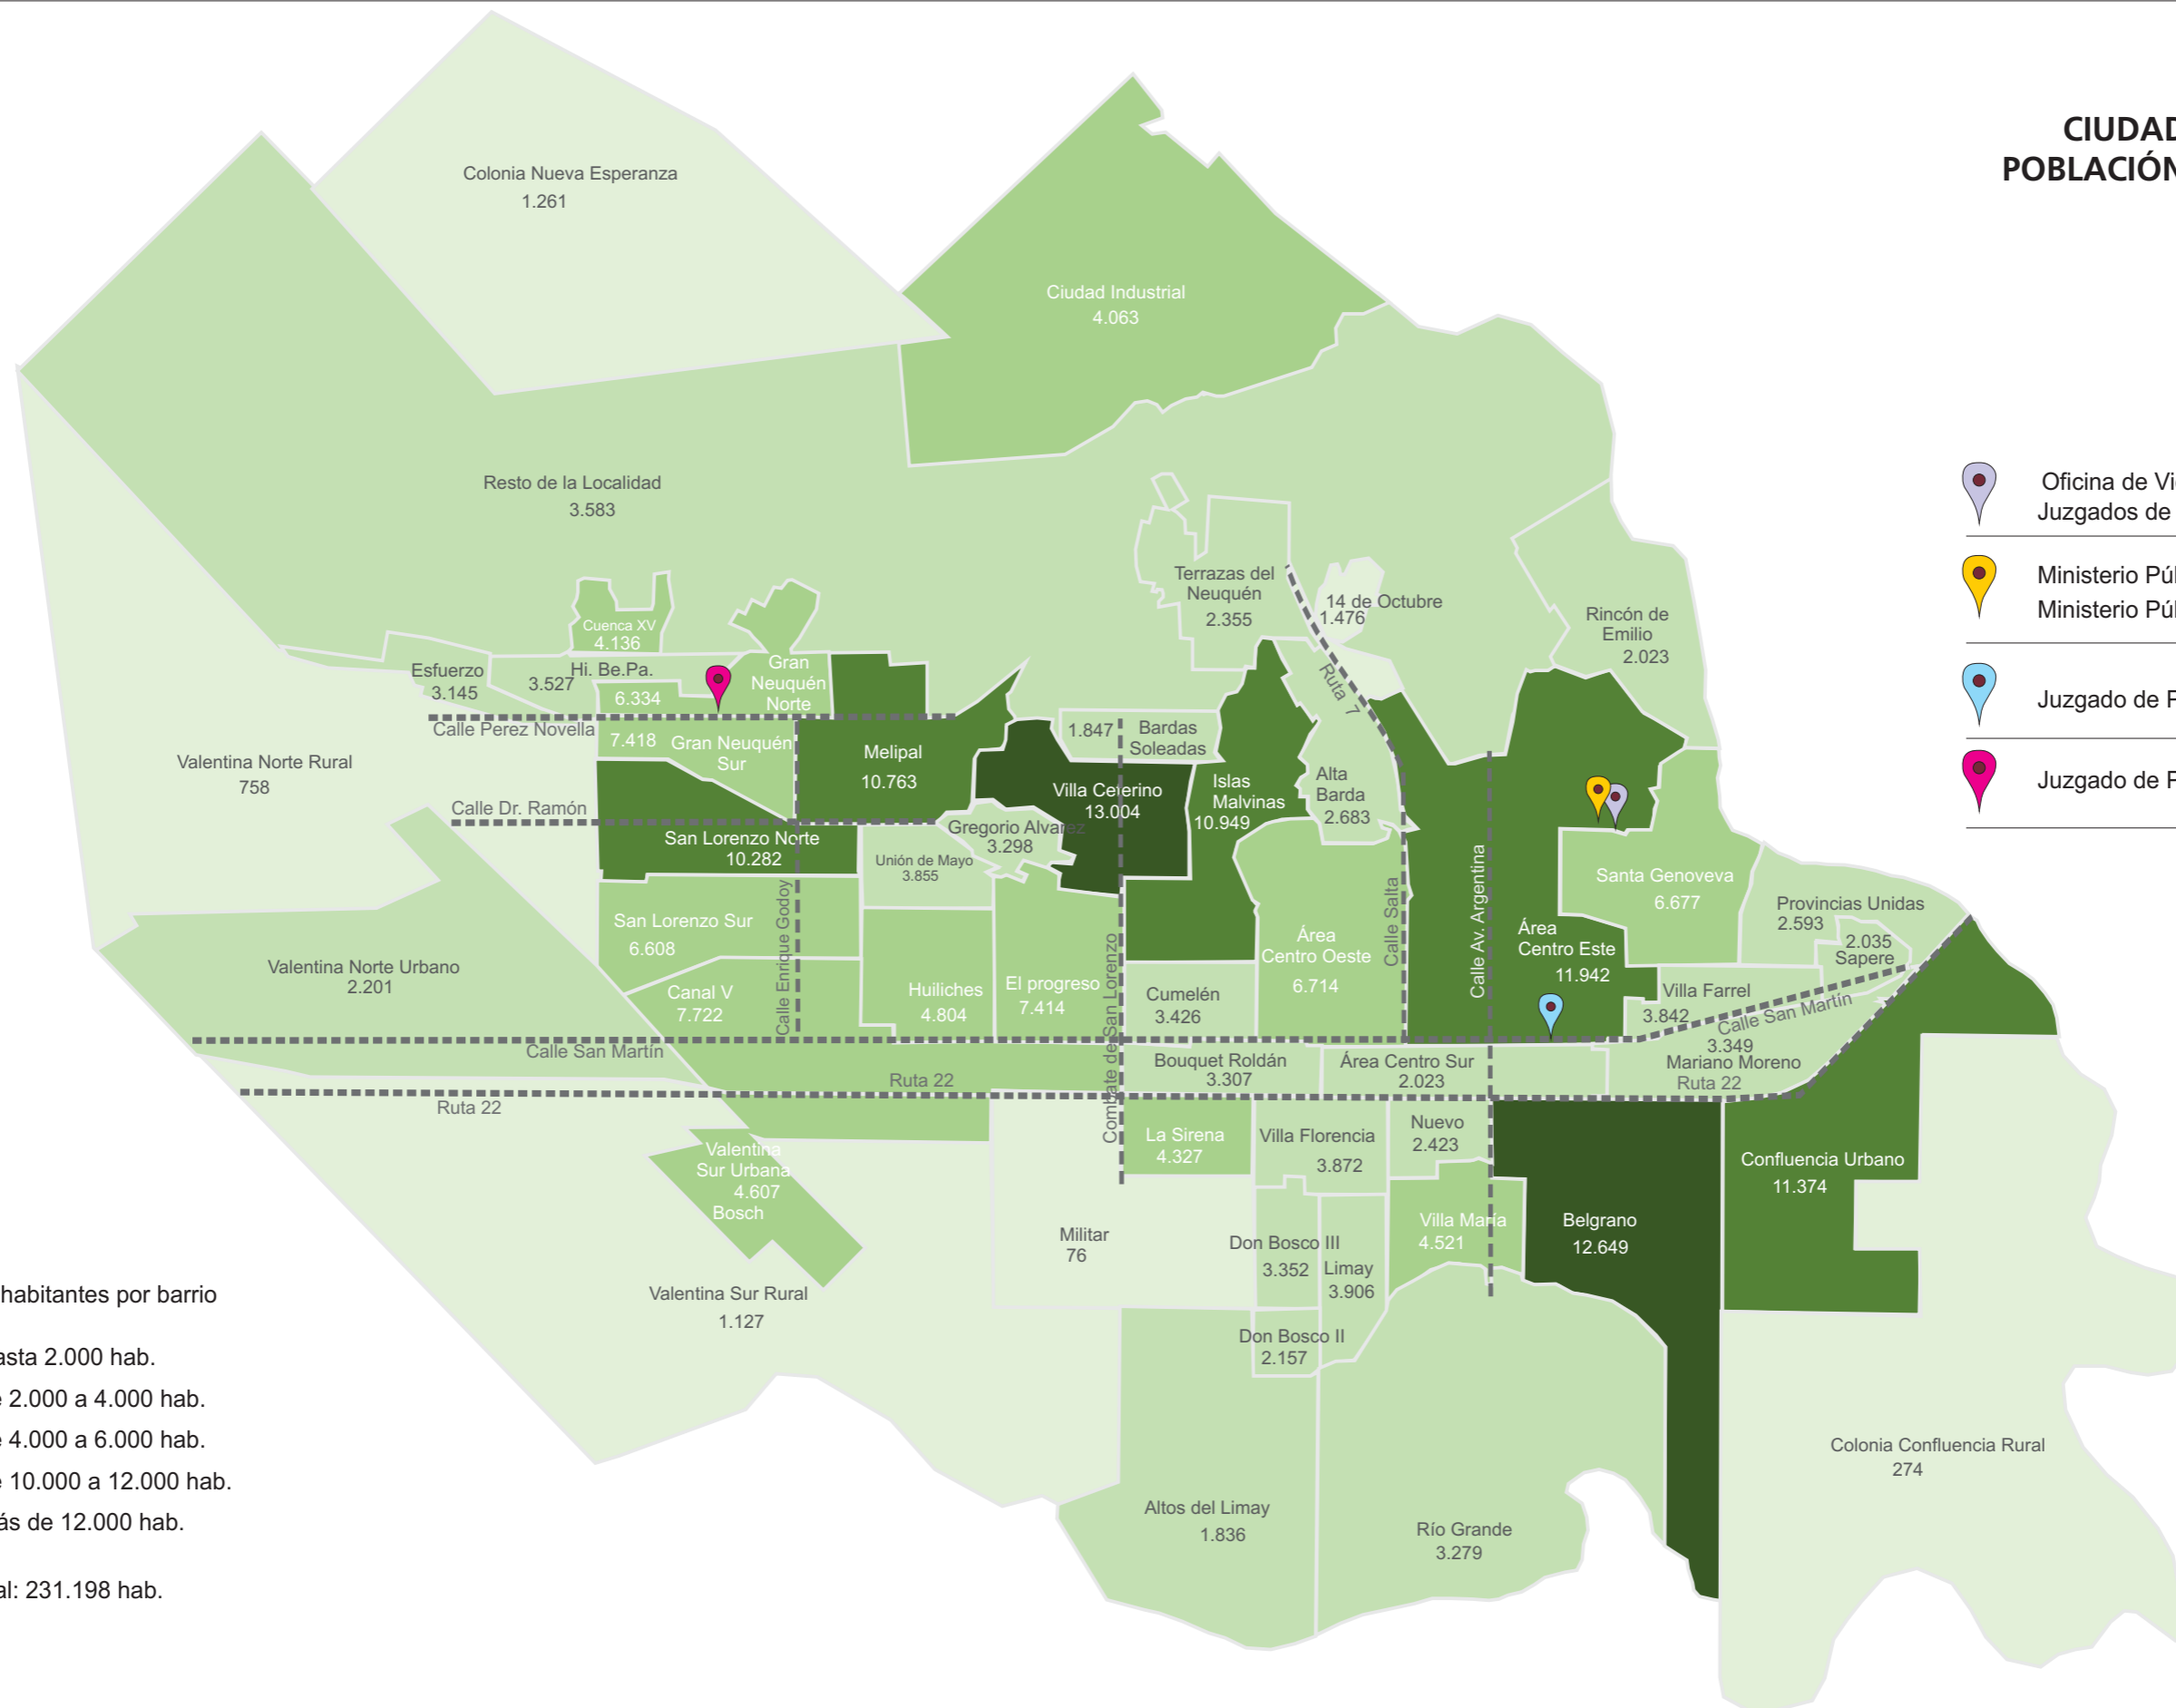 CIUDAD
POBLACIÓN
Colonia Nueva Esperanza
1.261
Ciudad Industrial
4.063
Resto de la Localidad
3.583
Oficina de
Juzgados de
Ministerio
Ministerio
Juzgado de
Juzgado de
Terrazas del
Neuquén
2.355
14 de Octubre
1.476
Rincón de
Emilio
2.023
Ruta 7
Cuenca XV
4.136
Esfuerzo
3.145
Hi. Be.Pa.
3.527
6.334
Gran
Neuquén
Norte
Calle Perez Novella
7.418
Gran Neuquén
Sur
Melipal
10.763
1.847
Bardas
Soleadas
Valentina Norte Rural
758
Villa Ceferino
13.004
Islas
Malvinas
10.949
Alta
Barda
2.683
Calle Dr. Ramón
San Lorenzo Norte
10.282
Gregorio Alvarez
3.298
Unión de Mayo
3.855
Santa Genoveva
6.677
Provincias Unidas
2.593
2.035
Sapere
San Lorenzo Sur
6.608
Calle Enrique Godoy
Combate de San Lorenzo
Área
Centro Oeste
6.714
Calle Salta
Calle Av. Argentina
Área
Centro Este
11.942
Valentina Norte Urbano
2.201
Canal V
7.722
Huiliches
4.804
El progreso
7.414
Cumelén
3.426
Villa Farrel
3.842
Calle San Martín
Calle San Martín
3.349
Mariano Moreno
Ruta 22
Bouquet Roldán
3.307
Área Centro Sur
2.023
Ruta 22
Ruta 22
Valentina
Sur Urbana
4.607
Bosch
La Sirena
4.327
Villa Florencia
3.872
Nuevo
2.423
Confluencia Urbano
11.374
Militar
76
Don Bosco III
3.352
Limay
3.906
Villa María
4.521
Belgrano
12.649
Valentina Sur Rural
1.127
Don Bosco II
2.157
Altos del Limay
1.836
Río Grande
3.279
Colonia Confluencia Rural
274
habitantes por barrio
asta 2.000 hab.
e 2.000 a 4.000 hab.
e 4.000 a 6.000 hab.
e 10.000 a 12.000 hab.
ás de 12.000 hab.
al: 231.198 hab.